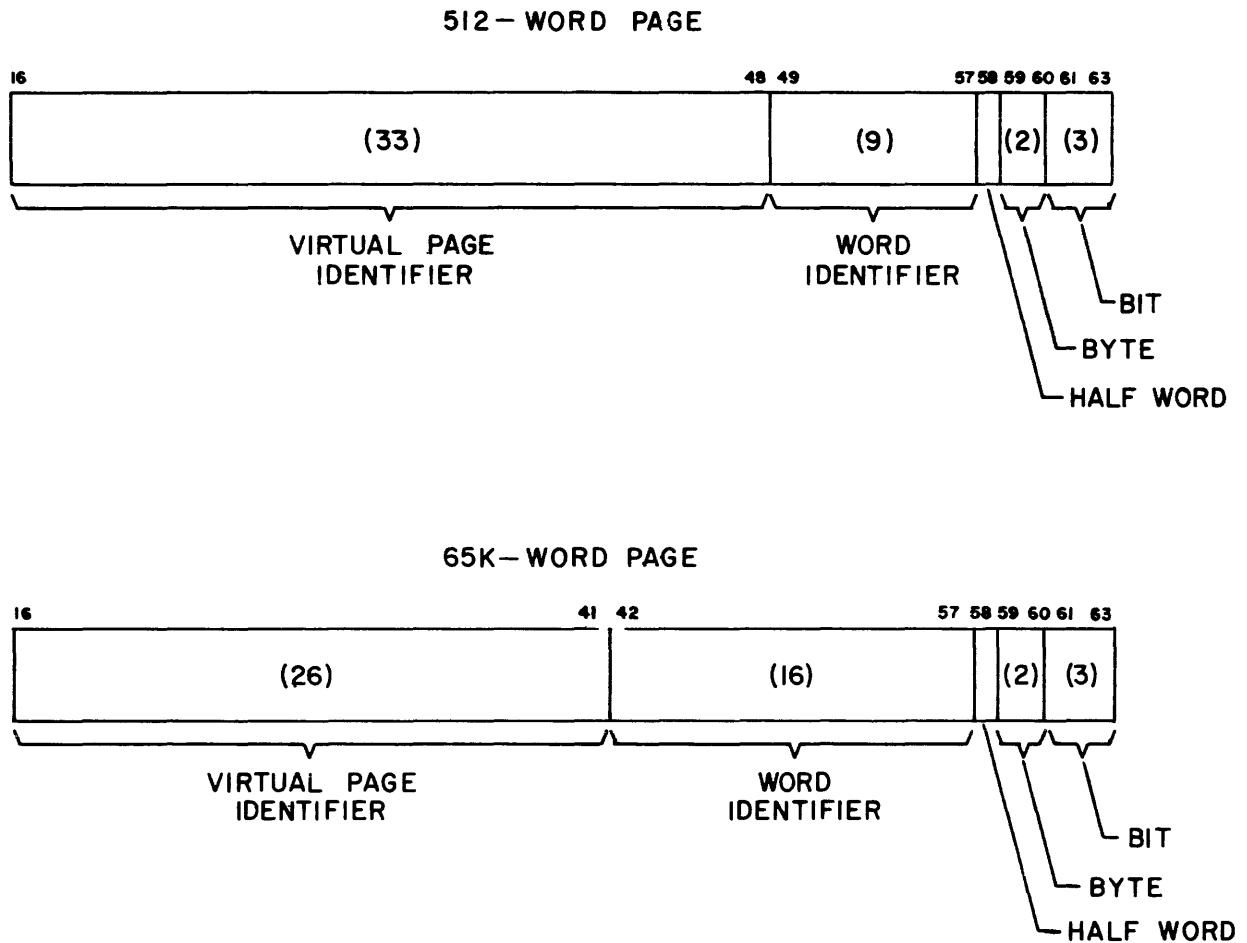 512-WORD PAGE
16 48 49 57 58 59 60 61 63
(33) (9) (2) (3)
VIRTUAL PAGE
IDENTIFIER
WORD
IDENTIFIER
BIT
BYTE
HALF WORD
65K-WORD PAGE
16 41 42 57 58 59 60 61 63
(26) (16) (2) (3)
VIRTUAL PAGE
IDENTIFIER
WORD
IDENTIFIER
BIT
BYTE
HALF WORD